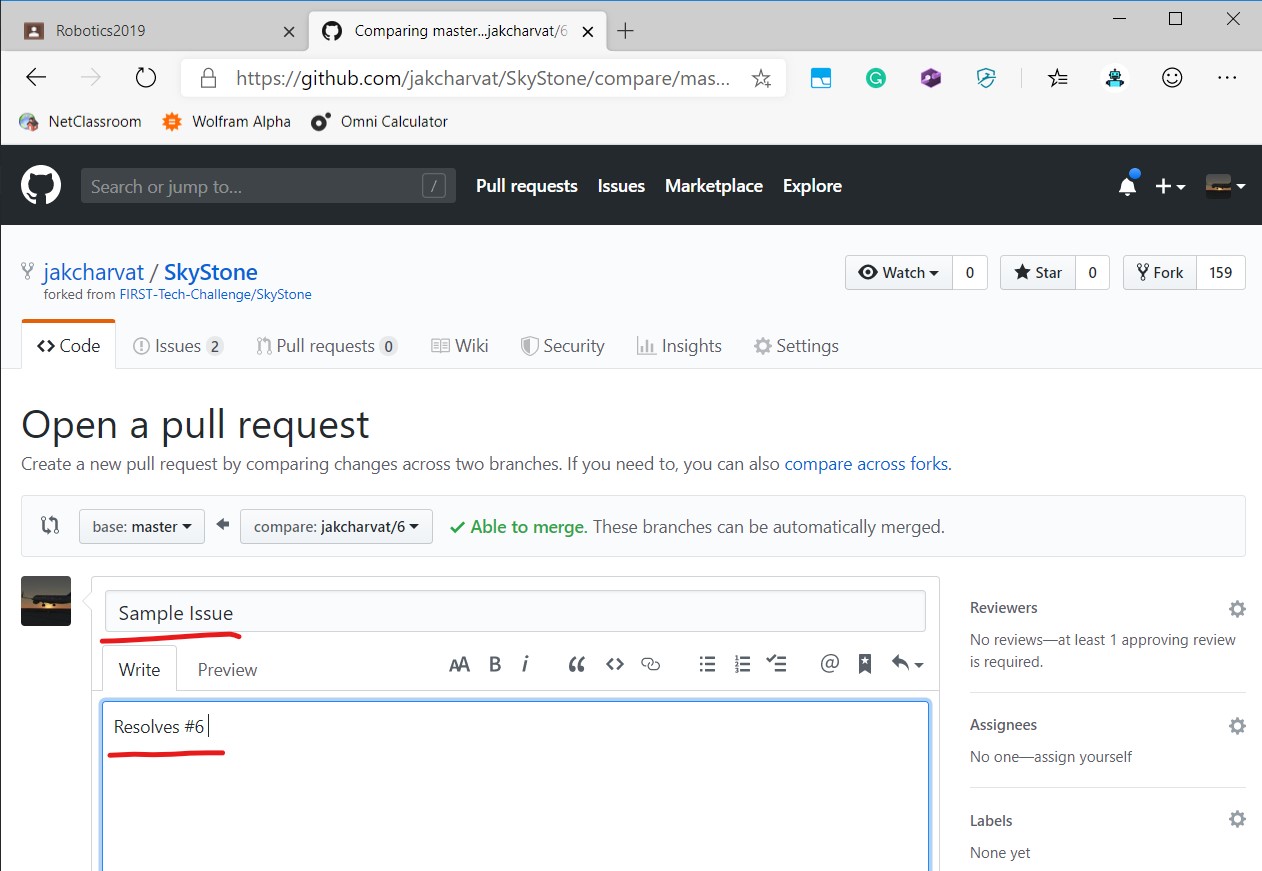 Robotics2019
Comparing master...jakcharvat/6
https://github.com/jakcharvat/SkyStone/compare/mas...
NetClassroom Wolfram Alpha Omni Calculator
Search or jump to... / Pull requests Issues Marketplace Explore
jakcharvat / SkyStone
forked from FIRST-Tech-Challenge/SkyStone
Watch 0 Star 0 Fork 159
Code Issues 2 Pull requests 0 Wiki Security Insights Settings
Open a pull request
Create a new pull request by comparing changes across two branches. If you need to, you can also compare across forks.
base: master compare: jakcharvat/6 Able to merge. These branches can be automatically merged.
Sample Issue
Write Preview AA B i @
Resolves #6
Reviewers
No reviews—at least 1 approving review
is required.
Assignees
No one—assign yourself
Labels
None yet